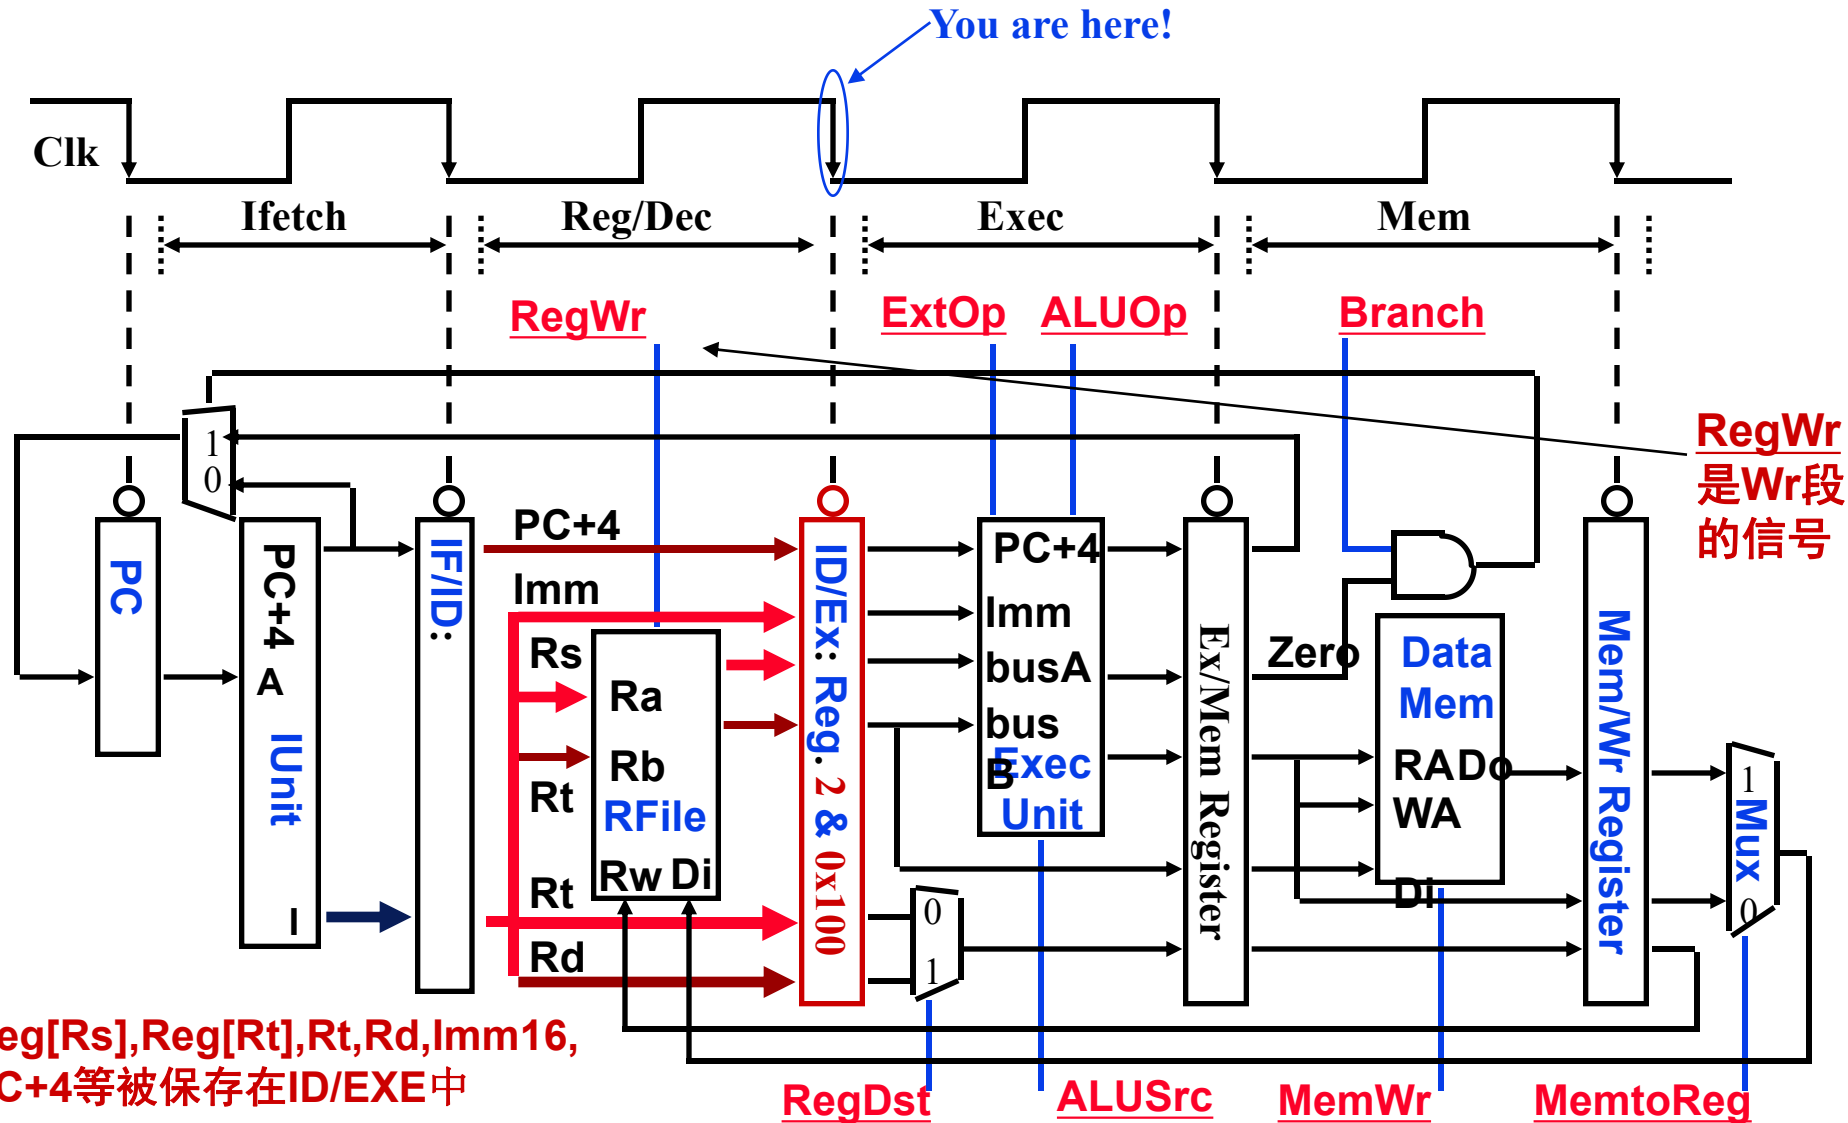 You are here!
Clk
Ifetch
Reg/Dec
Exec
Mem
RegWr
ExtOp
ALUOp
Branch
RegWr
是Wr段
的信号
1
0
PC
PC+4
A
IUnit
I
IF/ID:
PC+4
Imm
Rs
Rt
Rt
Rd
Ra
Rb
RFile
Rw Di
ID/Ex: Reg. 2 & 0x100
PC+4
Imm
busA
bus
B
Exec
Unit
0
1
Ex/Mem Register
Zero
Data
Mem
RA Do
WA
Di
Mem/Wr Register
1
Mux
0
eg[Rs],Reg[Rt],Rt,Rd,Imm16,
C+4等被保存在ID/EXE中
RegDst
ALUSrc
MemWr
MemtoReg